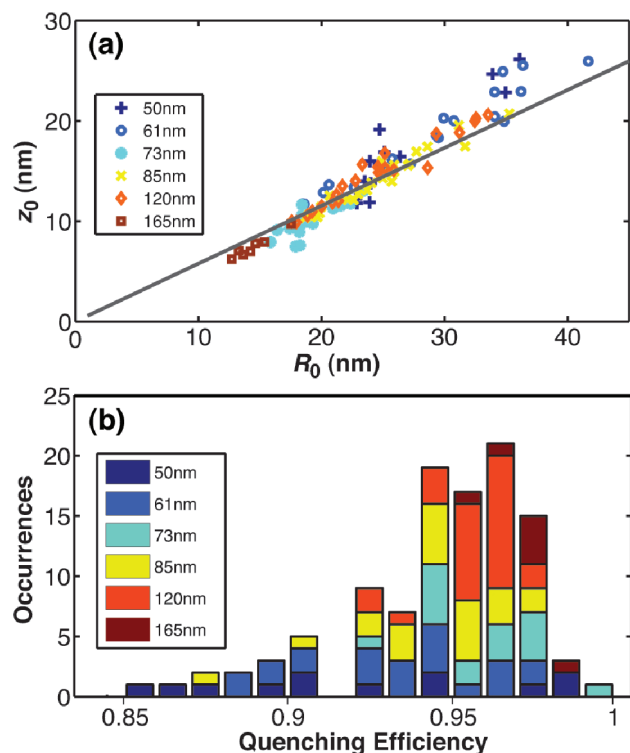 (a)
30
20
10
0
z0 (nm)
50nm
61nm
73nm
85nm
120nm
165nm
0 10 20 30 40
R0 (nm)
(b)
25
20
15
10
5
0
Occurrences
50nm
61nm
73nm
85nm
120nm
165nm
0.85 0.9 0.95 1
Quenching Efficiency